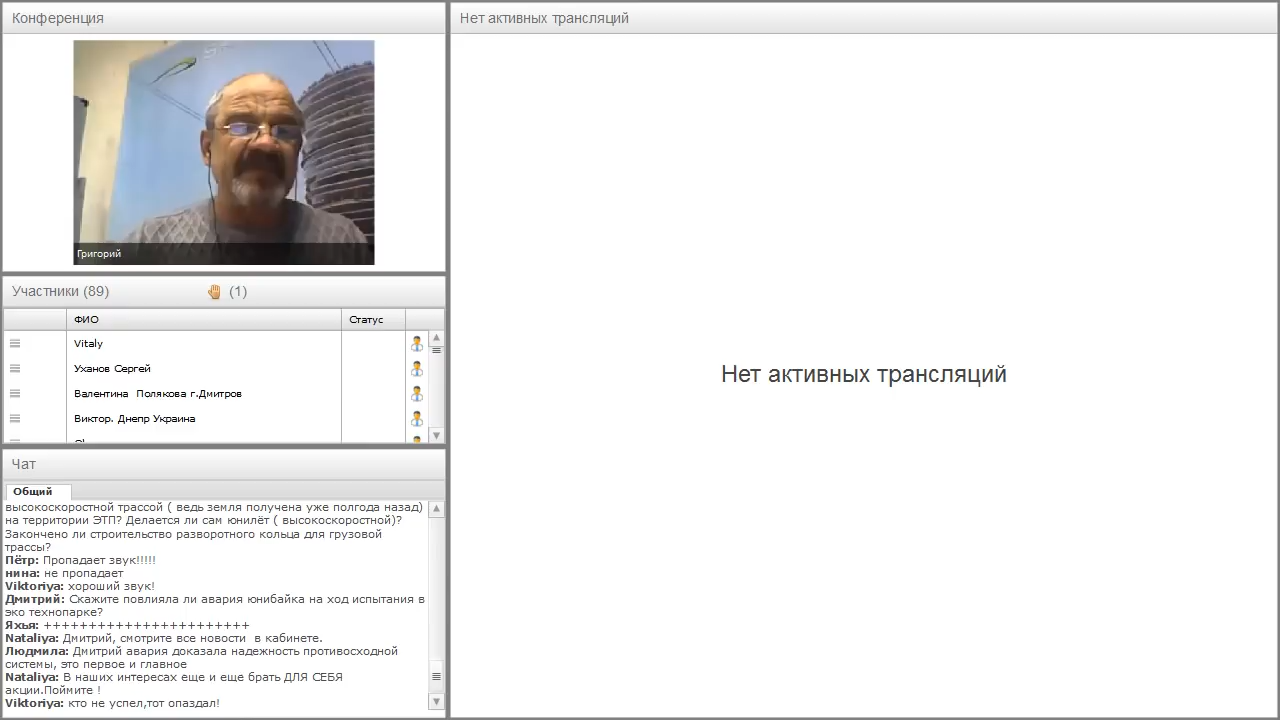 Конференция
Григорий
Участники (89)
(1)
ФИО
Статус
Vitaly
Уханов Сергей
Валентина Полякова г.Дмитров
Виктор. Днепр Украина
Чат
Общий
высокоскоростной трассой ( ведь земля получена уже полгода назад)
на территории ЭТП? Делается ли сам юнилёт ( высокоскоростной)?
Закончено ли строительство разворотного кольца для грузовой
трассы?
Пётр: Пропадает звук!!!!!
нина: не пропадает
Viktoriya: хороший звук!
Дмитрий: Скажите повлияла ли авария юнибайка на ход испытания в
эко технопарке?
Яхья: +++++++++++++++++++++++
Nataliya: Дмитрий, смотрите все новости в кабинете.
Людмила: Дмитрий авария доказала надежность противосходной
системы, это первое и главное
Nataliya: В наших интересах еще и еще брать ДЛЯ СЕБЯ
акции.Поймите !
Viktoriya: кто не успел,тот опаздал!
Нет активных трансляций
Нет активных трансляций